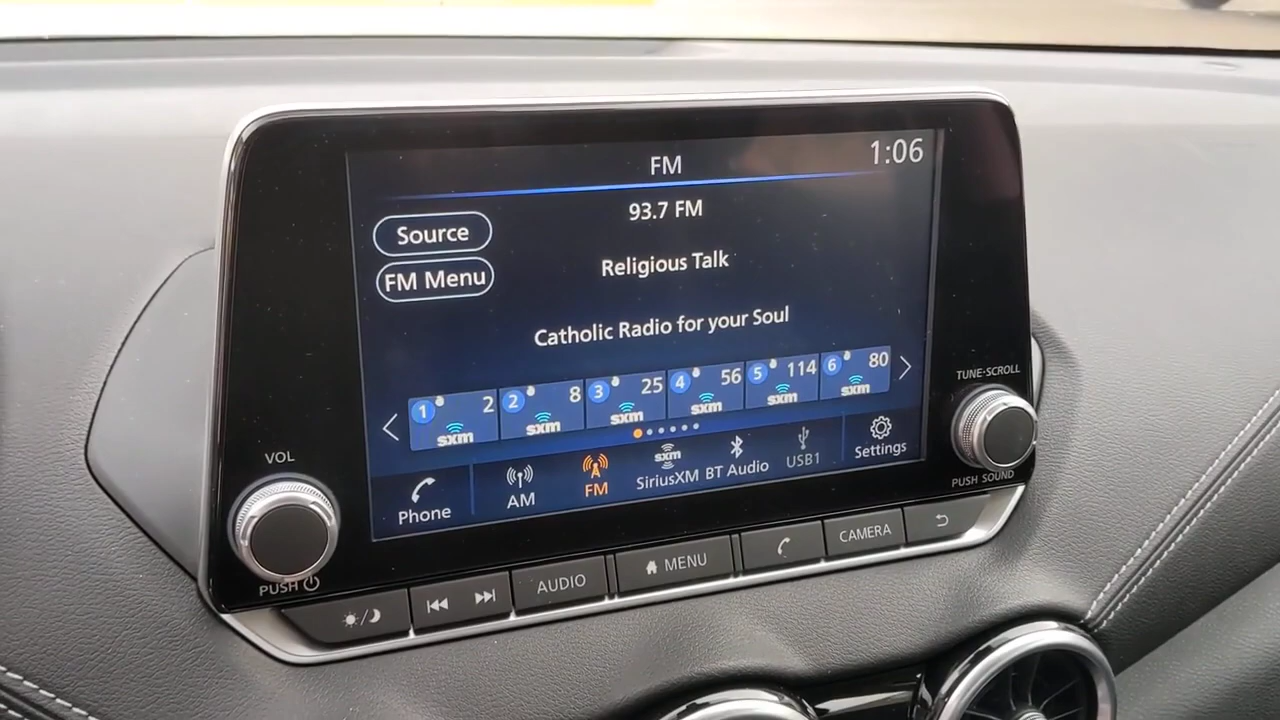 FM
1:06
93.7 FM
Source
Religious Talk
FM Menu
Catholic Radio for your Soul
1 2 sxm
2 8 sxm
3 25 sxm
4 56 sxm
5 114 sxm
6 80 sxm
Phone
AM
FM
sxm
SiriusXM
BT Audio
USB1
Settings
VOL
PUSH
TUNE·SCROLL
PUSH SOUND
AUDIO
MENU
CAMERA